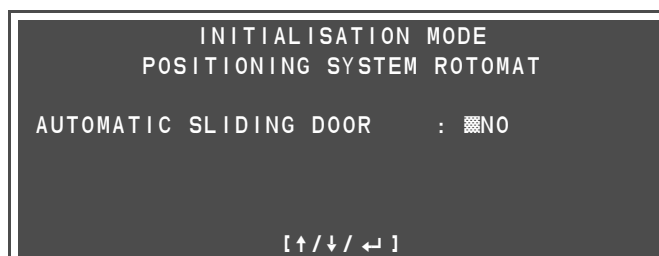 INITIALISATION MODE
POSITIONING SYSTEM ROTOMAT
AUTOMATIC SLIDING DOOR : ▒NO
[↑/↓/↵]